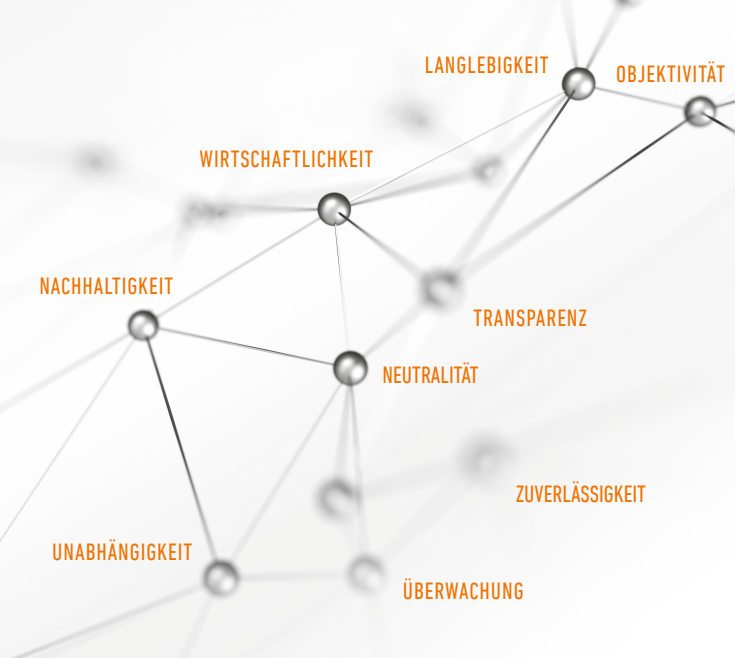 LANGLEBIGKEIT
OBJEKTIVITÄT
WIRTSCHAFTLICHKEIT
NACHHALTIGKEIT
TRANSPARENZ
NEUTRALITÄT
ZUVERLÄSSIGKEIT
UNABHÄNGIGKEIT
ÜBERWACHUNG